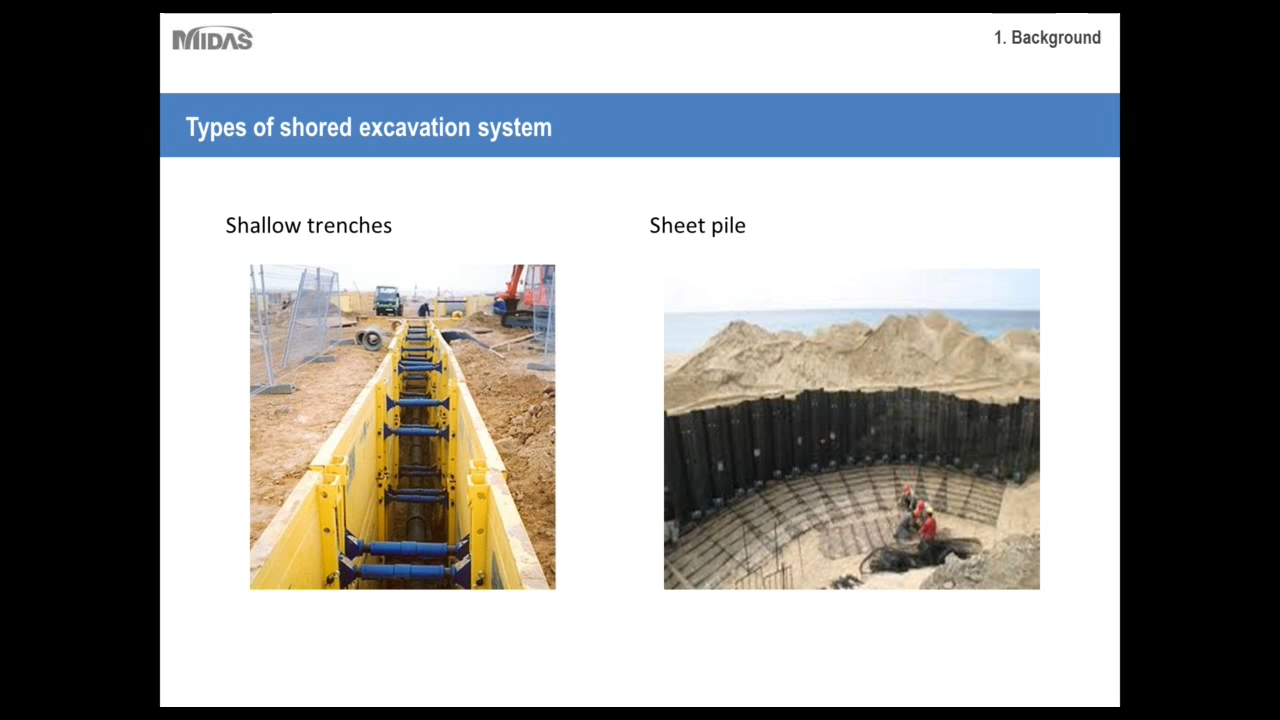 MIDAS
1. Background
Types of shored excavation system
Shallow trenches
Sheet pile